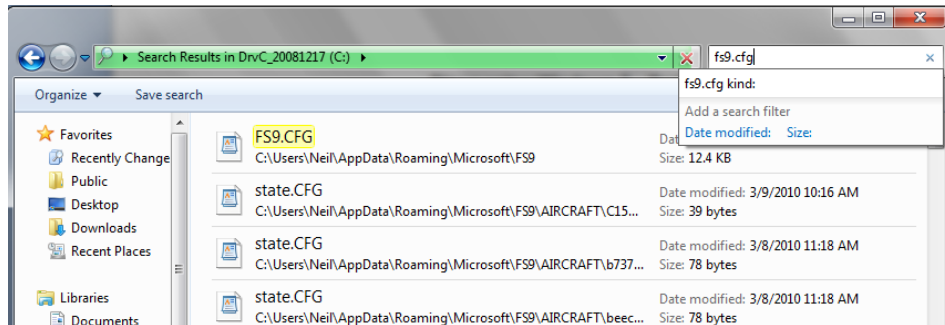 Search Results in DrvC_20081217 (C:)
fs9.cfg
Organize
Save search
fs9.cfg kind:
Add a search filter
Date modified: Size:
Favorites
Recently Change
Public
Desktop
Downloads
Recent Places
Libraries
Documents
FS9.CFG
Dat
C:\Users\Neil\AppData\Roaming\Microsoft\FS9
Size: 12.4 KB
state.CFG
Date modified: 3/9/2010 10:16 AM
C:\Users\Neil\AppData\Roaming\Microsoft\FS9\AIRCRAFT\C15...
Size: 39 bytes
state.CFG
Date modified: 3/8/2010 11:18 AM
C:\Users\Neil\AppData\Roaming\Microsoft\FS9\AIRCRAFT\b737...
Size: 78 bytes
state.CFG
Date modified: 3/8/2010 11:18 AM
C:\Users\Neil\AppData\Roaming\Microsoft\FS9\AIRCRAFT\beec...
Size: 78 bytes